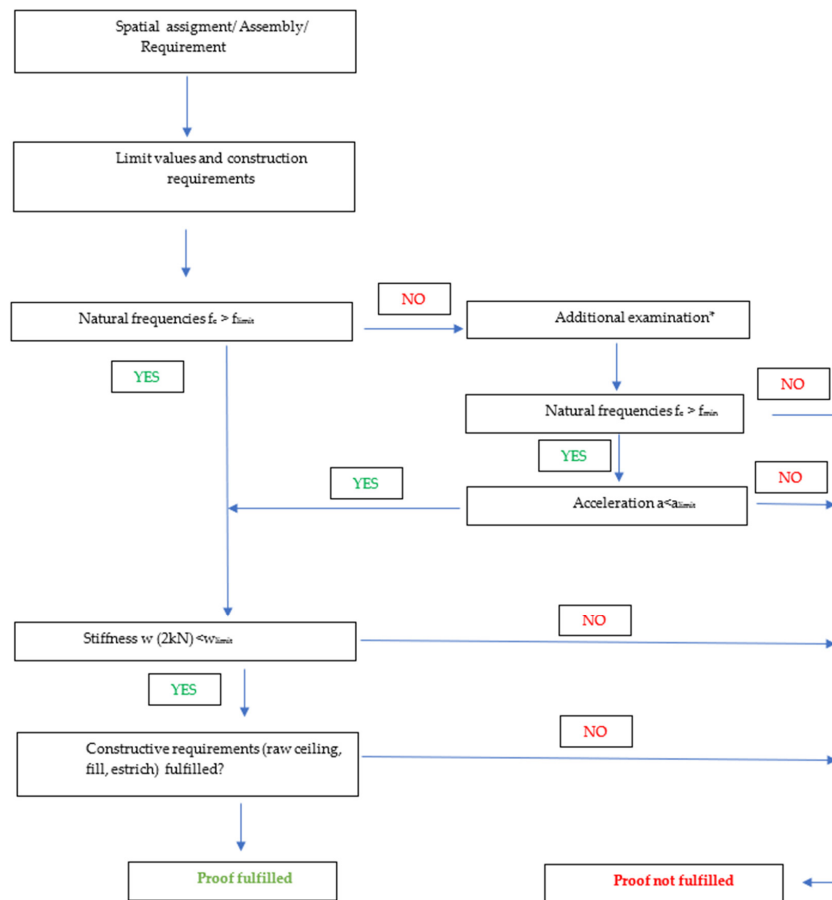 Spatial assigment/ Assembly/
Requirement
Limit values and construction
requirements
Natural frequencies fₑ > fₗᵢₘᵢₜ
NO
Additional examination*
YES
NO
Natural frequencies fₑ > fₘᵢₙ
YES
NO
YES
Acceleration a<aₗᵢₘᵢₜ
NO
Stiffness w (2kN) <wₗᵢₘᵢₜ
YES
NO
Constructive requirements (raw ceiling,
fill, estrich) fulfilled?
Proof fulfilled
Proof not fulfilled